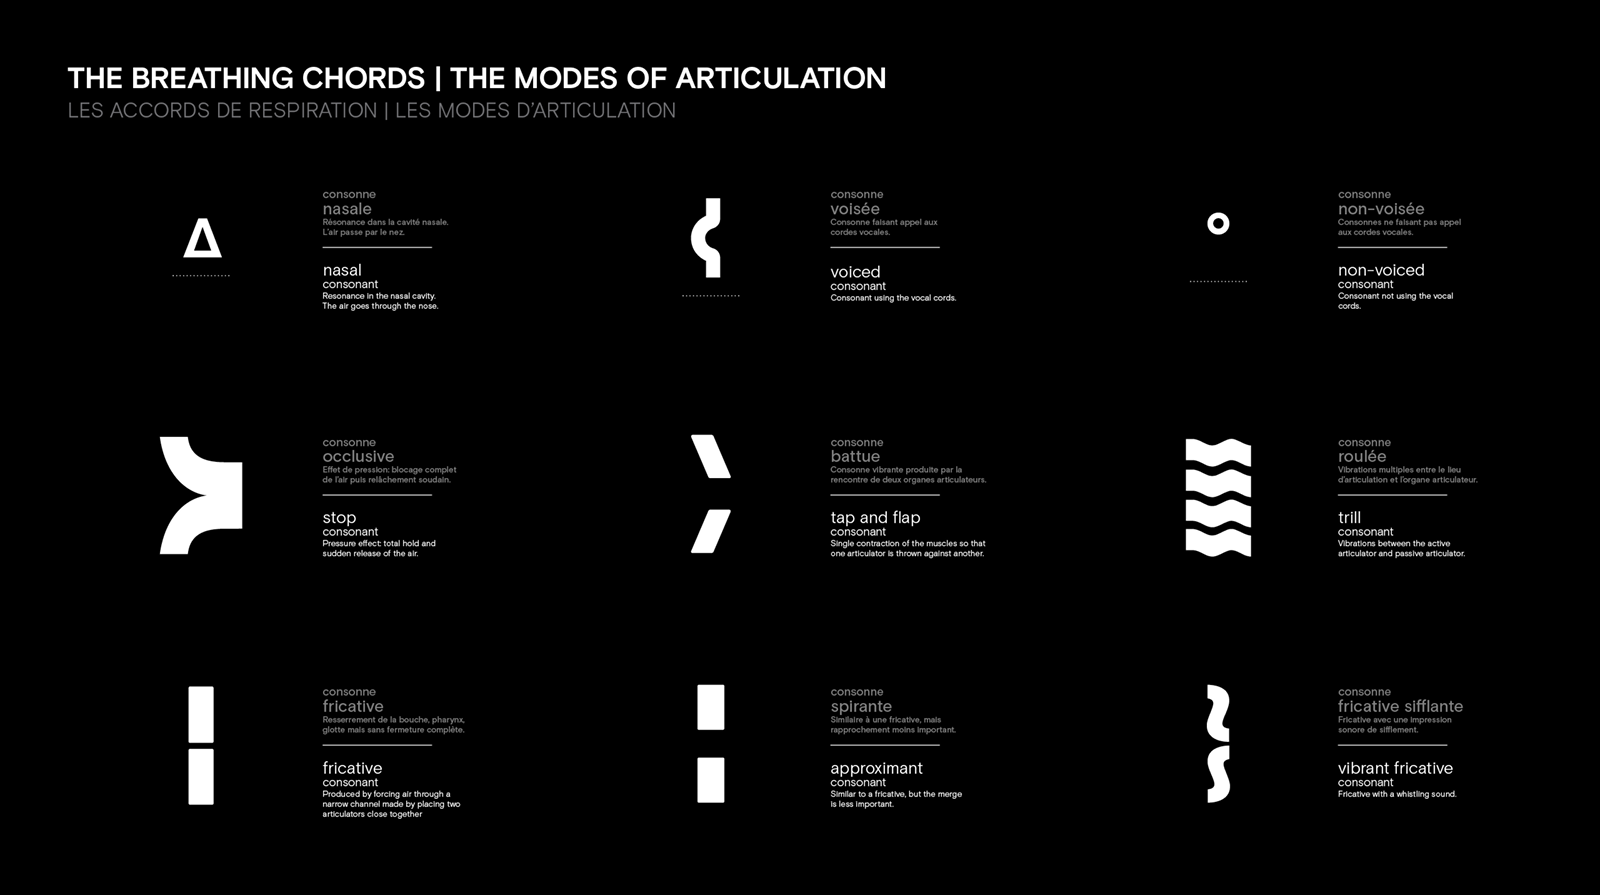 THE BREATHING CHORDS | THE MODES OF ARTICULATION
LES ACCORDS DE RESPIRATION | LES MODES D'ARTICULATION
consonne
nasale
Résonance dans la cavité nasale.
L'air passe par le nez.
nasal
consonant
Resonance in the nasal cavity.
The air goes through the nose.
consonne
voisée
Consonne faisant appel aux
cordes vocales.
voiced
consonant
Consonant using the vocal cords.
consonne
non-voisée
Consonnes ne faisant pas appel
aux cordes vocales.
non-voiced
consonant
Consonant not using the vocal
cords.
consonne
occlusive
Effet de pression: blocage complet
de l'air puis relâchement soudain.
stop
consonant
Pressure effect: total hold and
sudden release of the air.
consonne
battue
Consonne vibrante produite par la
rencontre de deux organes articulateurs.
tap and flap
consonant
Single contraction of the muscles so that
one articulator is thrown against another.
consonne
roulée
Vibrations multiples entre le lieu
d'articulation et l'organe articulateur.
trill
consonant
Vibrations between the active
articulator and passive articulator.
consonne
fricative
Resserrement de la bouche, pharynx,
glotte mais sans fermeture complète.
fricative
consonant
Produced by forcing air through a
narrow channel made by placing two
articulators close together
consonne
spirante
Similaire à une fricative, mais
rapprochement moins important.
approximant
consonant
Similar to a fricative, but the merge
is less important.
consonne
fricative sifflante
Fricative avec une impression
sonore de sifflement.
vibrant fricative
consonant
Fricative with a whistling sound.